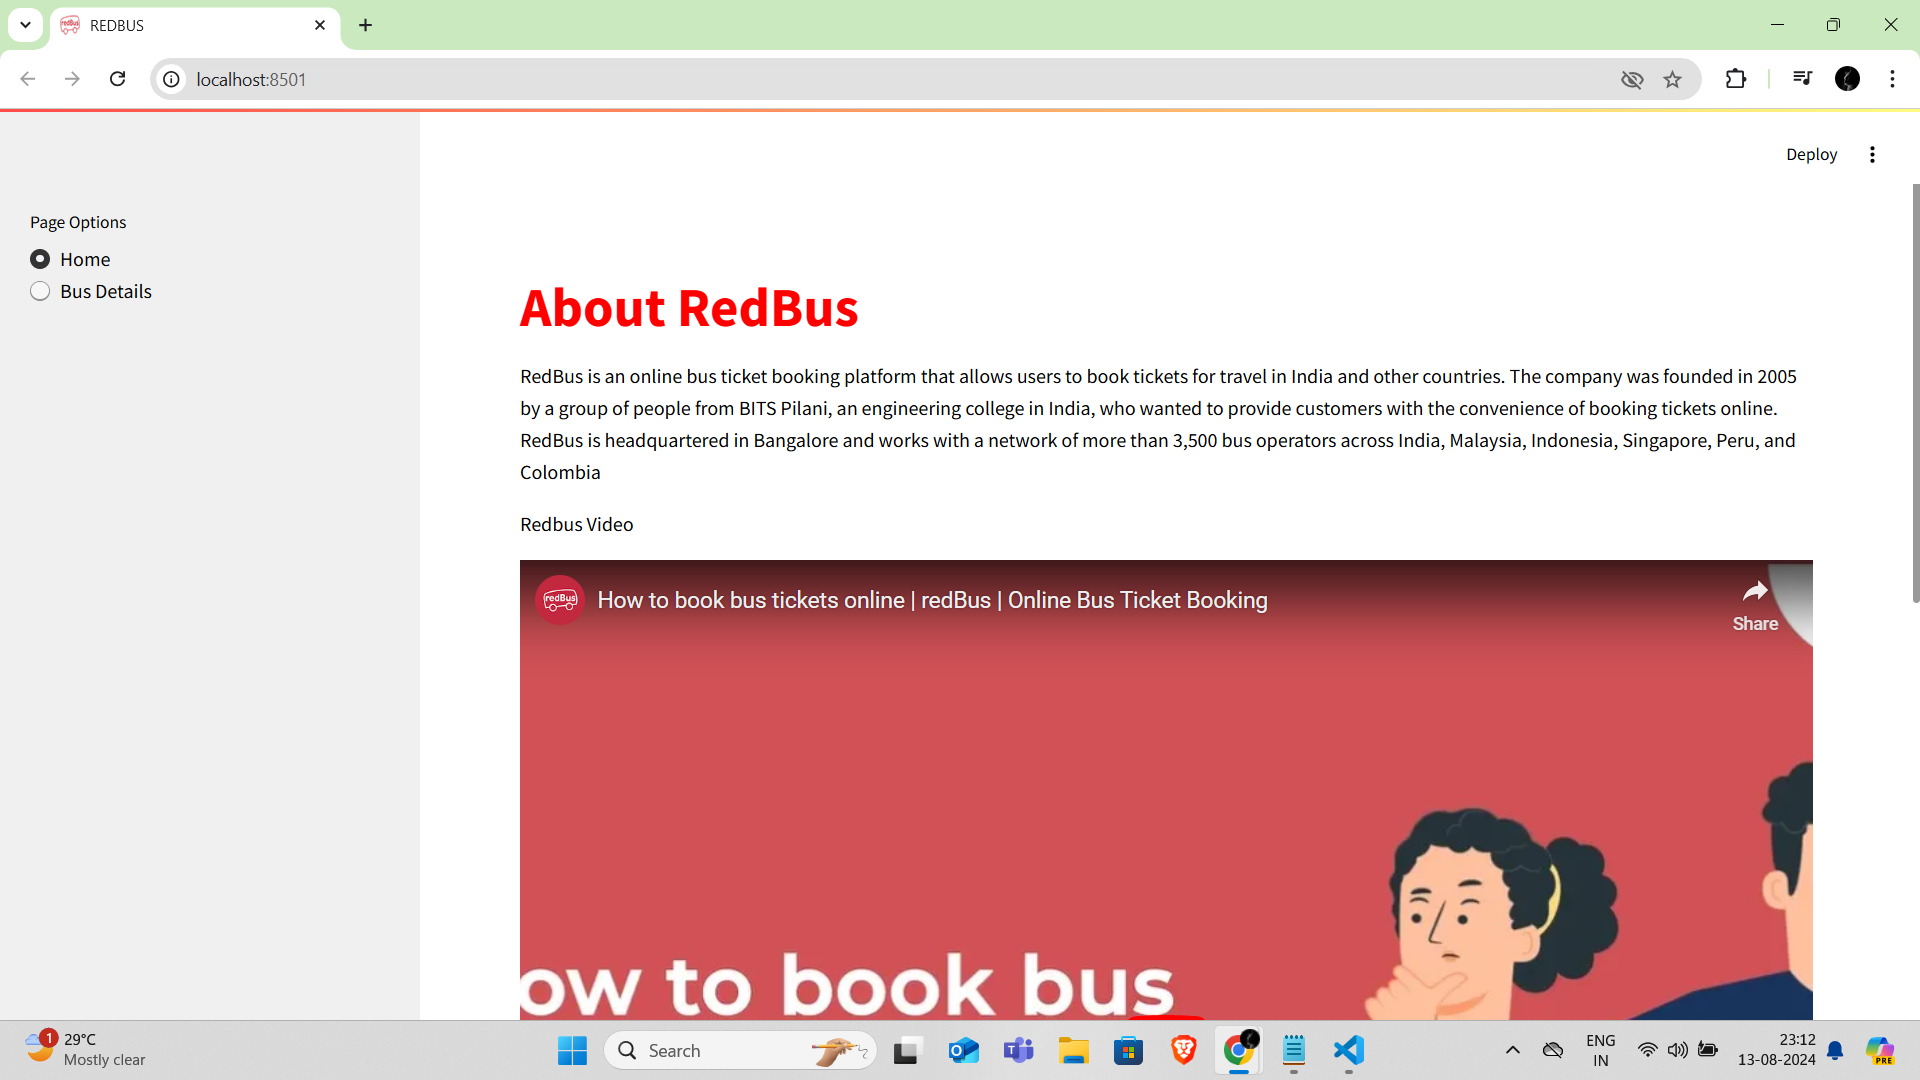 REDBUS
localhost:8501
Deploy
Page Options
Home
Bus Details
About RedBus
RedBus is an online bus ticket booking platform that allows users to book tickets for travel in India and other countries. The company was founded in 2005
by a group of people from BITS Pilani, an engineering college in India, who wanted to provide customers with the convenience of booking tickets online.
RedBus is headquartered in Bangalore and works with a network of more than 3,500 bus operators across India, Malaysia, Indonesia, Singapore, Peru, and
Colombia
Redbus Video
redBus
How to book bus tickets online | redBus | Online Bus Ticket Booking
Share
ow to book bus
1
29°C
Mostly clear
Search
ENG
IN
23:12
13-08-2024
PRE